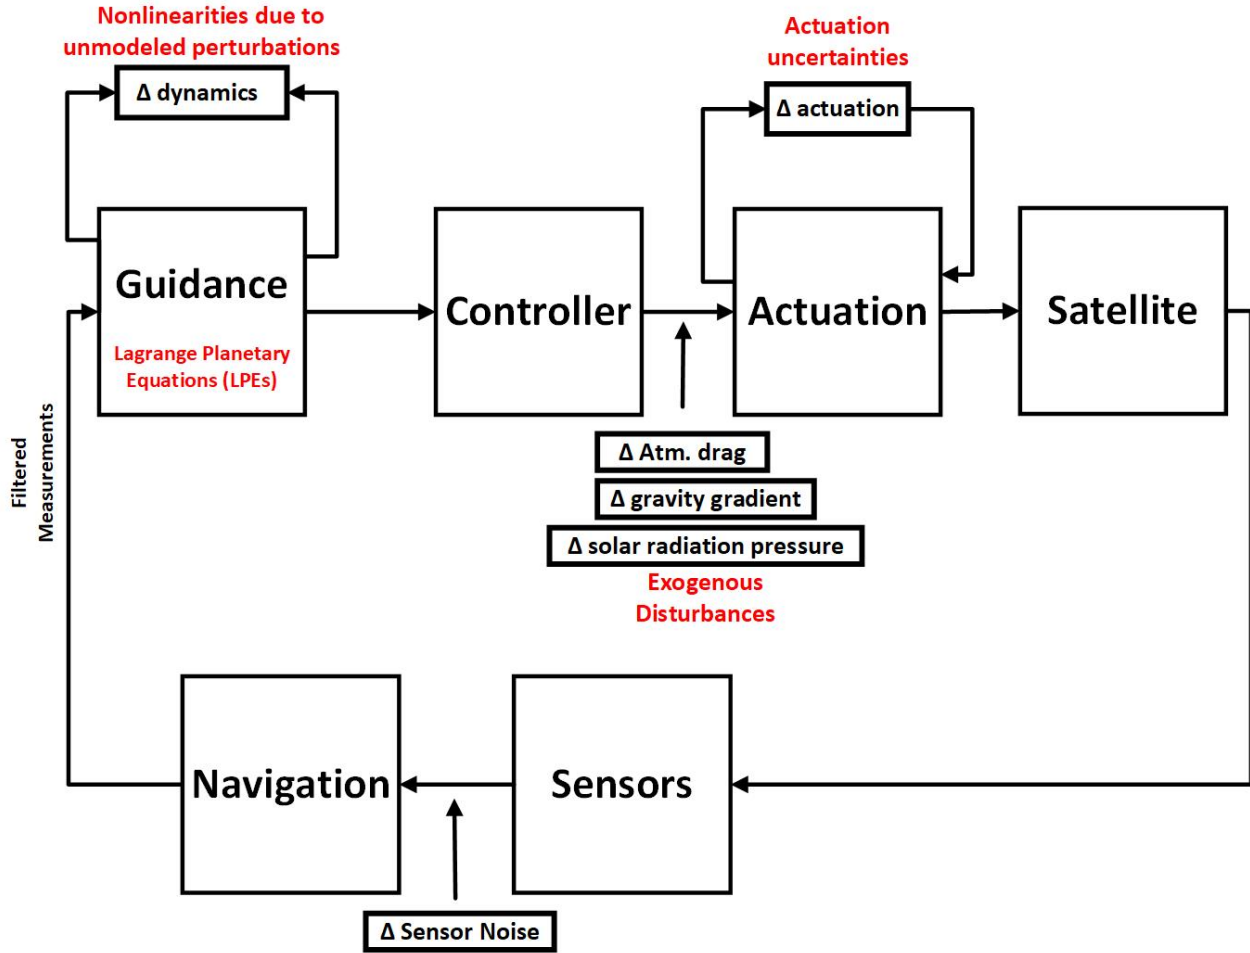 Nonlinearities due to
unmodeled perturbations
Δ dynamics
Actuation
uncertainties
Δ actuation
Guidance
Lagrange Planetary
Equations (LPEs)
Controller
Actuation
Satellite
Filtered
Measurements
Δ Atm. drag
Δ gravity gradient
Δ solar radiation pressure
Exogenous
Disturbances
Navigation
Sensors
Δ Sensor Noise